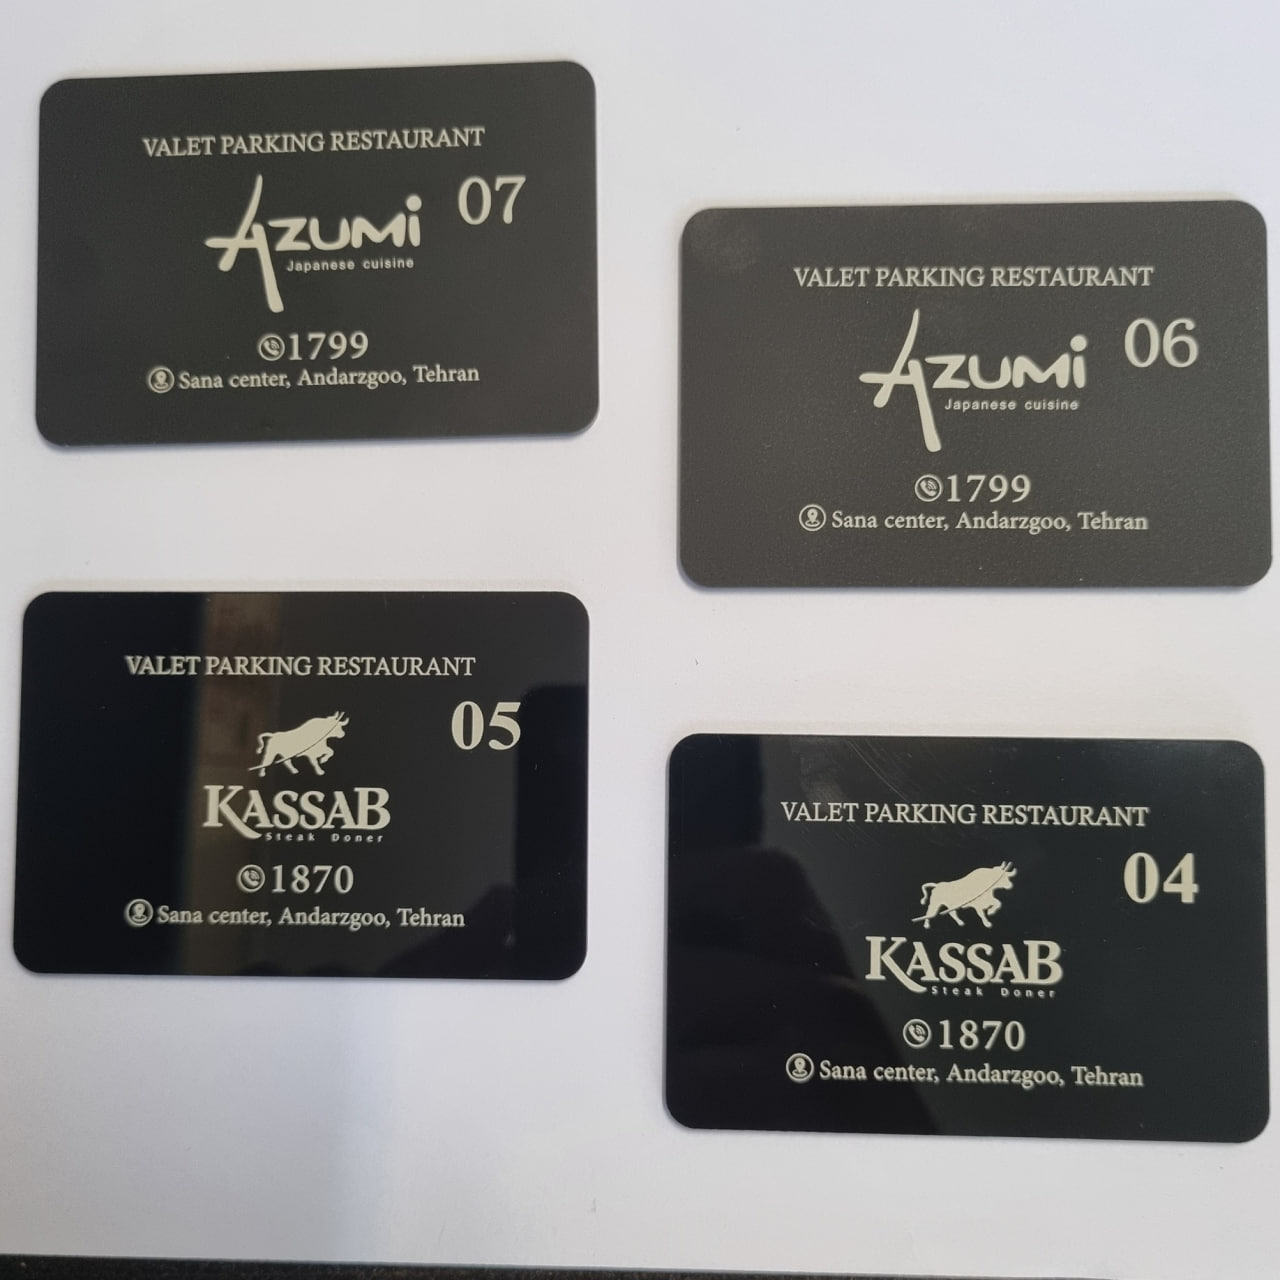 VALET PARKING RESTAURANT
AZUMi 07
Japanese cuisine
1799
Sana center, Andarzgoo, Tehran
VALET PARKING RESTAURANT
AZUMi 06
Japanese cuisine
1799
Sana center, Andarzgoo, Tehran
VALET PARKING RESTAURANT
05
KASSAB
Steak Doner
1870
Sana center, Andarzgoo, Tehran
VALET PARKING RESTAURANT
04
KASSAB
Steak Doner
1870
Sana center, Andarzgoo, Tehran